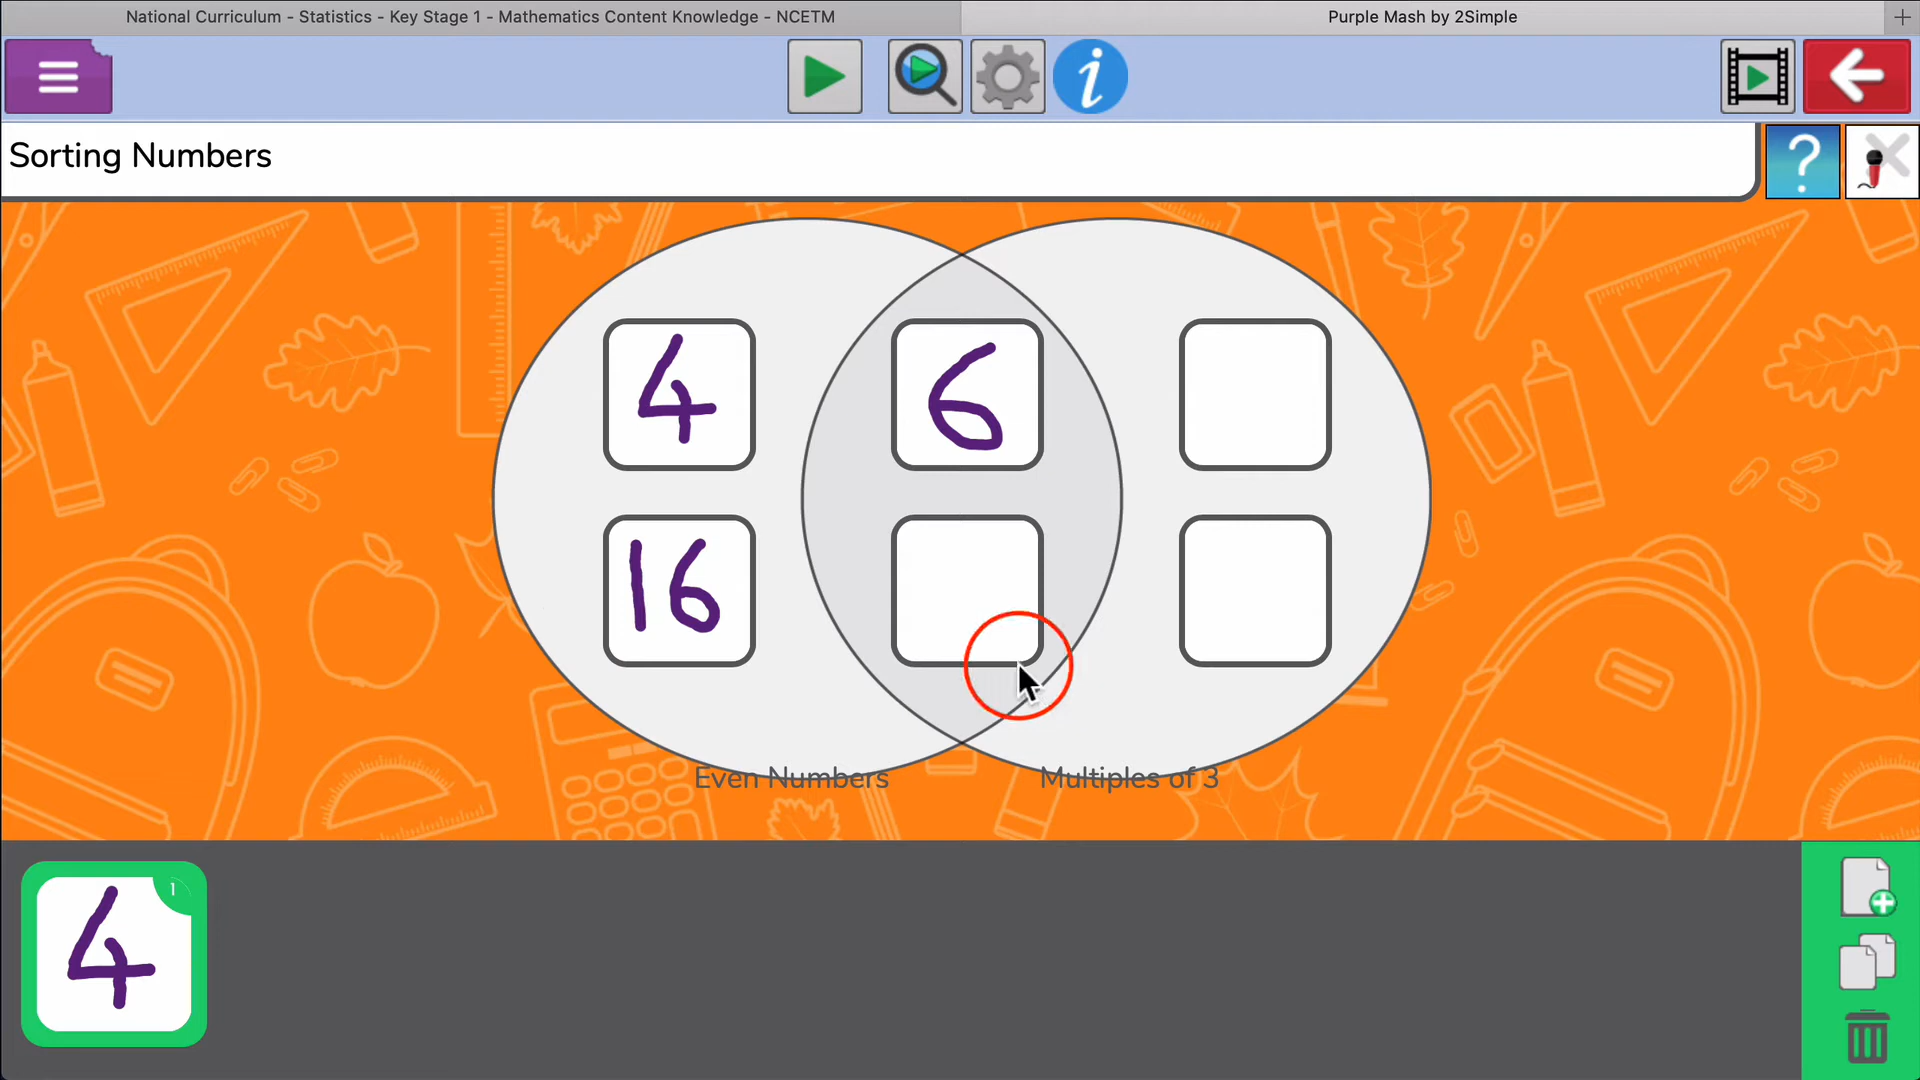 National Curriculum - Statistics - Key Stage 1 - Mathematics Content Knowledge - NCETM
Purple Mash by 2Simple
Sorting Numbers
4 6
16
Even Numbers Multiples of 3
4 1